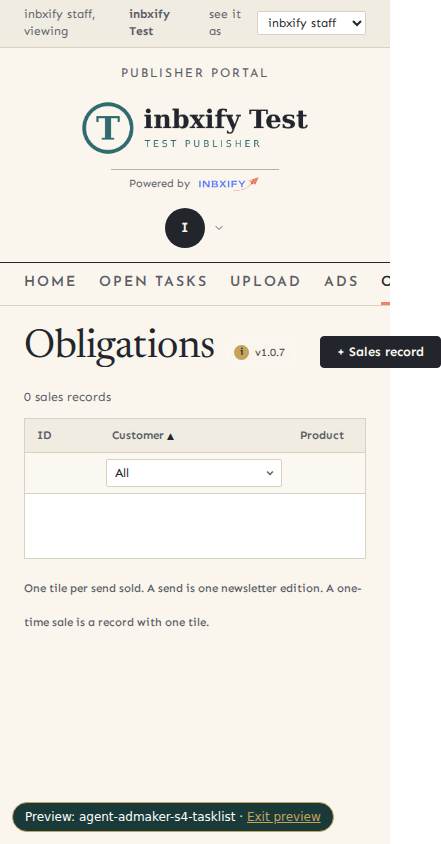 inbxify staff, viewing
inbxify Test
see it as
inbxify staff
PUBLISHER PORTAL
T
inbxify Test
TEST PUBLISHER
Powered by INBXIFY
I
HOME OPEN TASKS UPLOAD ADS
Obligations i v1.0.7 + Sales record
0 sales records
ID Customer ▲ Product
All
One tile per send sold. A send is one newsletter edition. A one-
time sale is a record with one tile.
Preview: agent-admaker-s4-tasklist · Exit preview